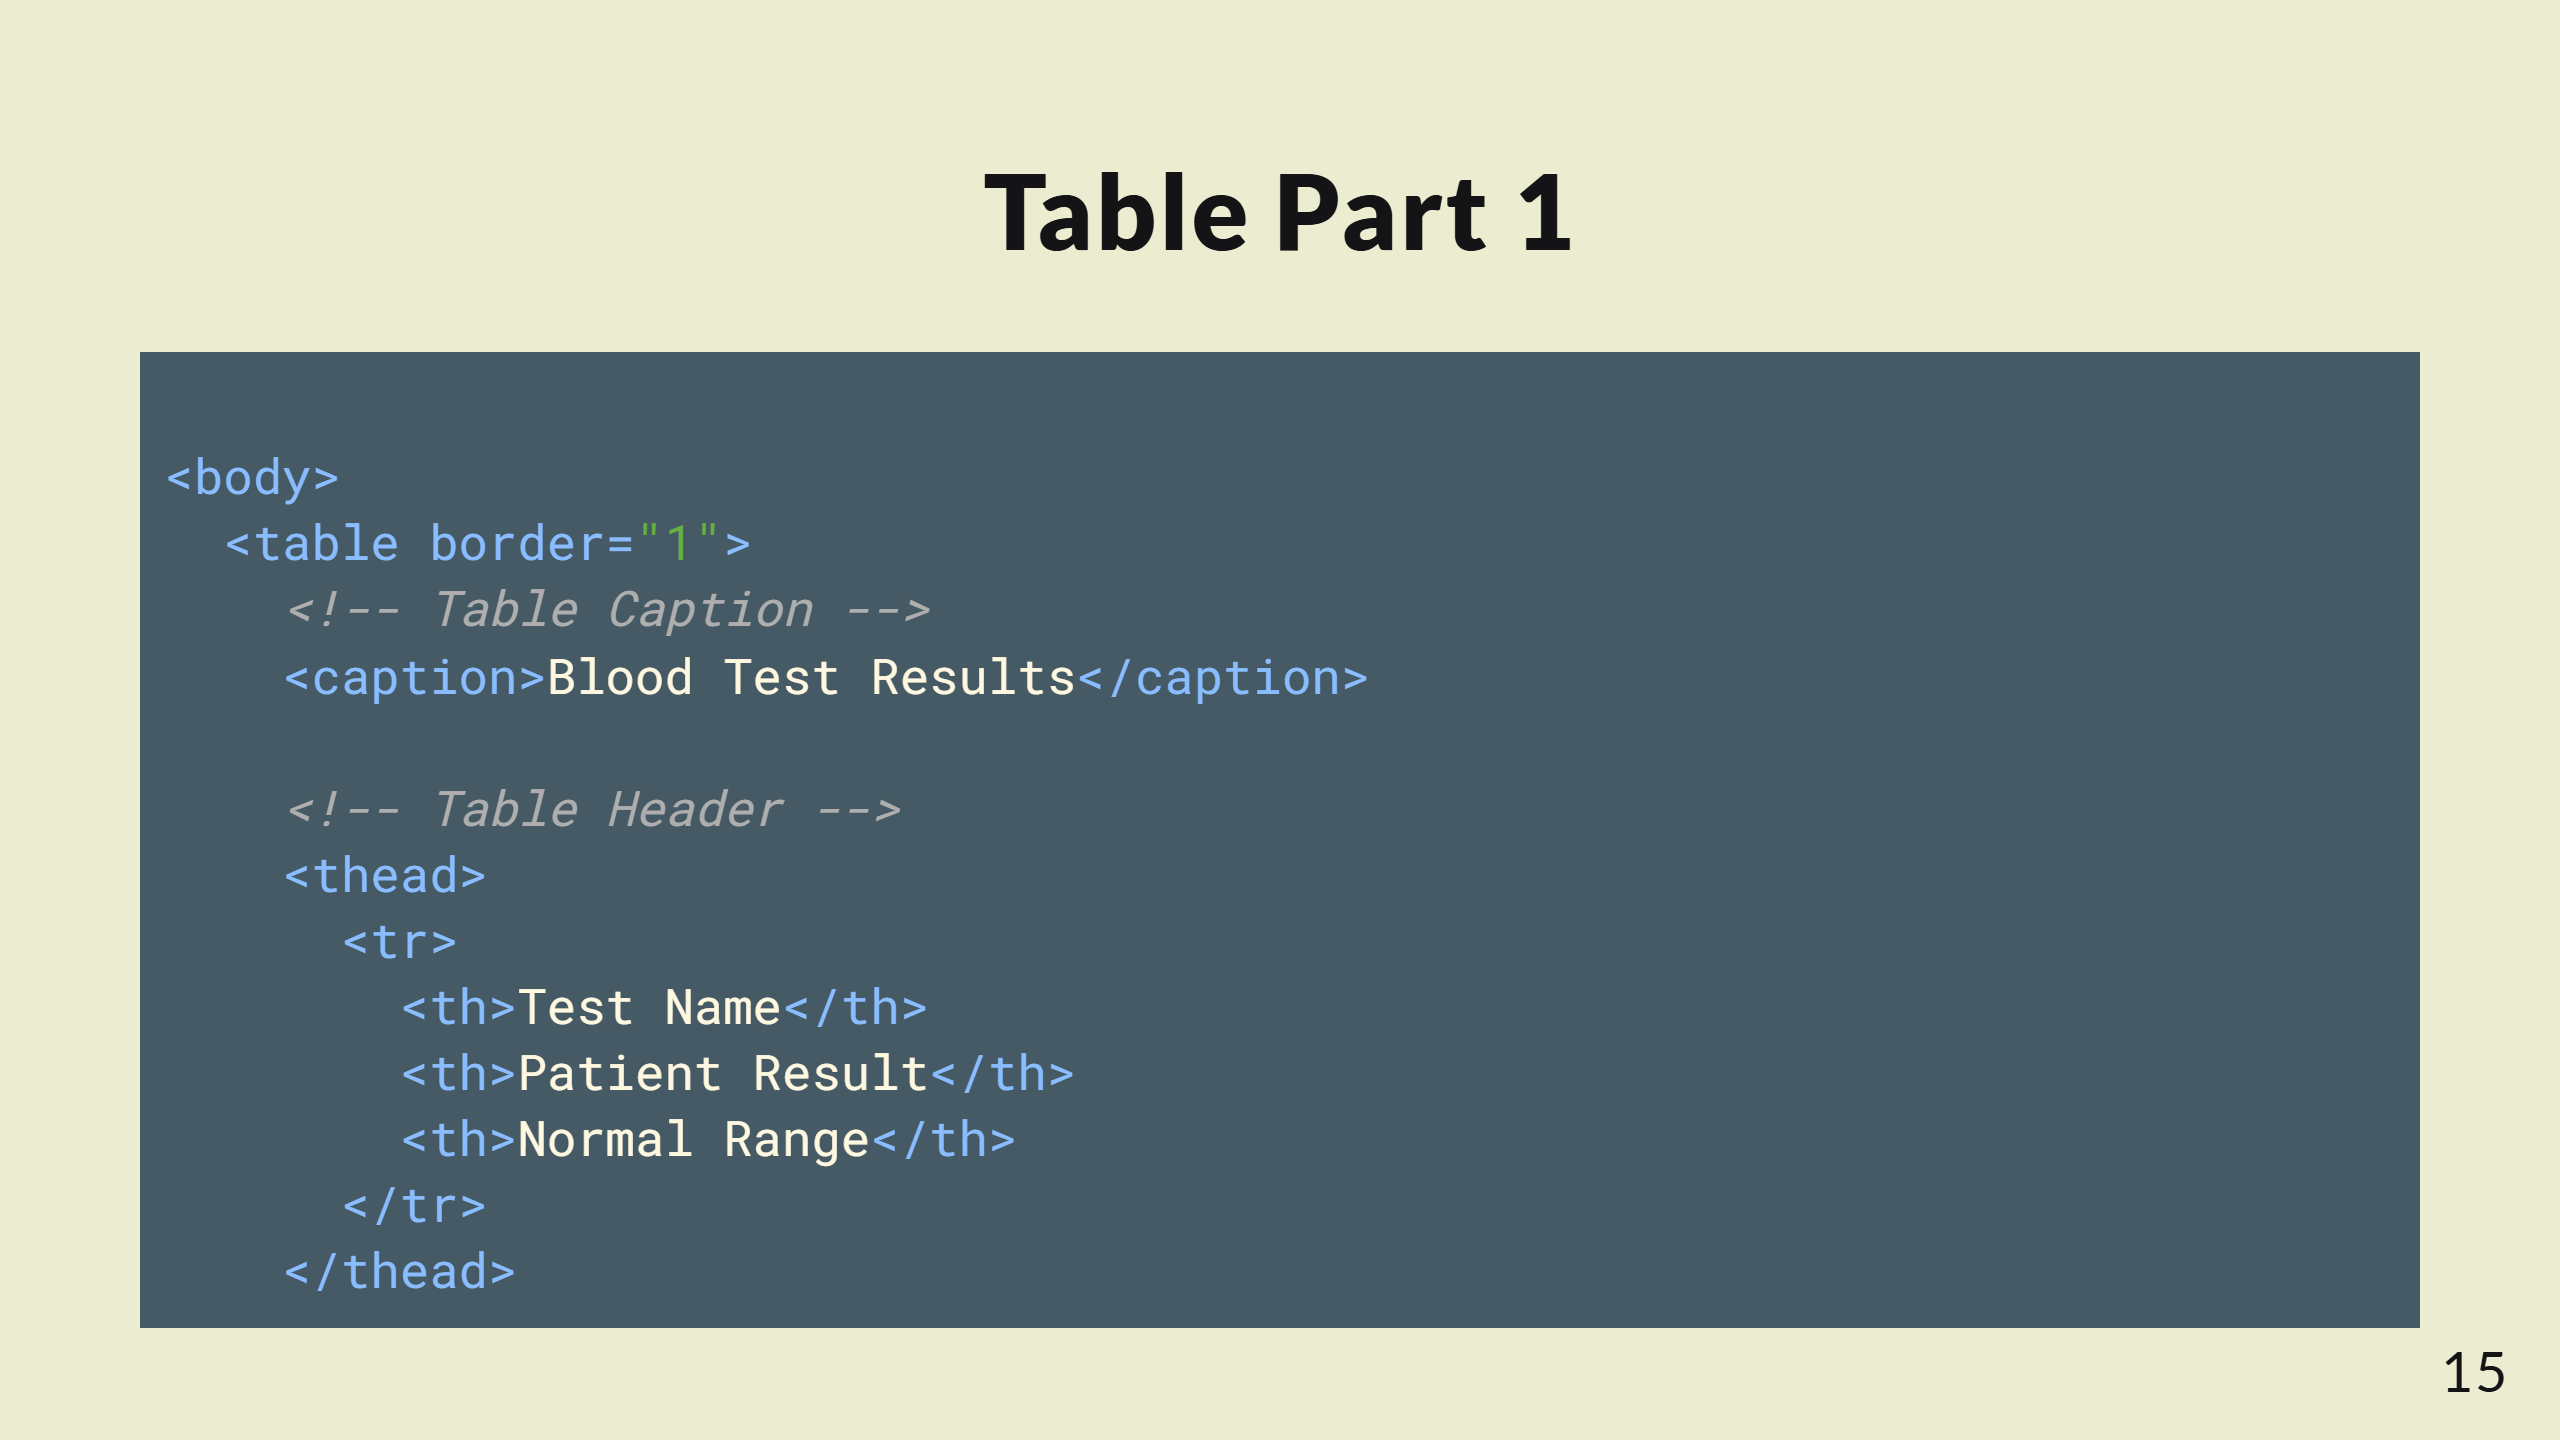 Table Part 1
<body>
  <table border="1">
    <!-- Table Caption -->
    <caption>Blood Test Results</caption>

    <!-- Table Header -->
    <thead>
      <tr>
        <th>Test Name</th>
        <th>Patient Result</th>
        <th>Normal Range</th>
      </tr>
    </thead>
15